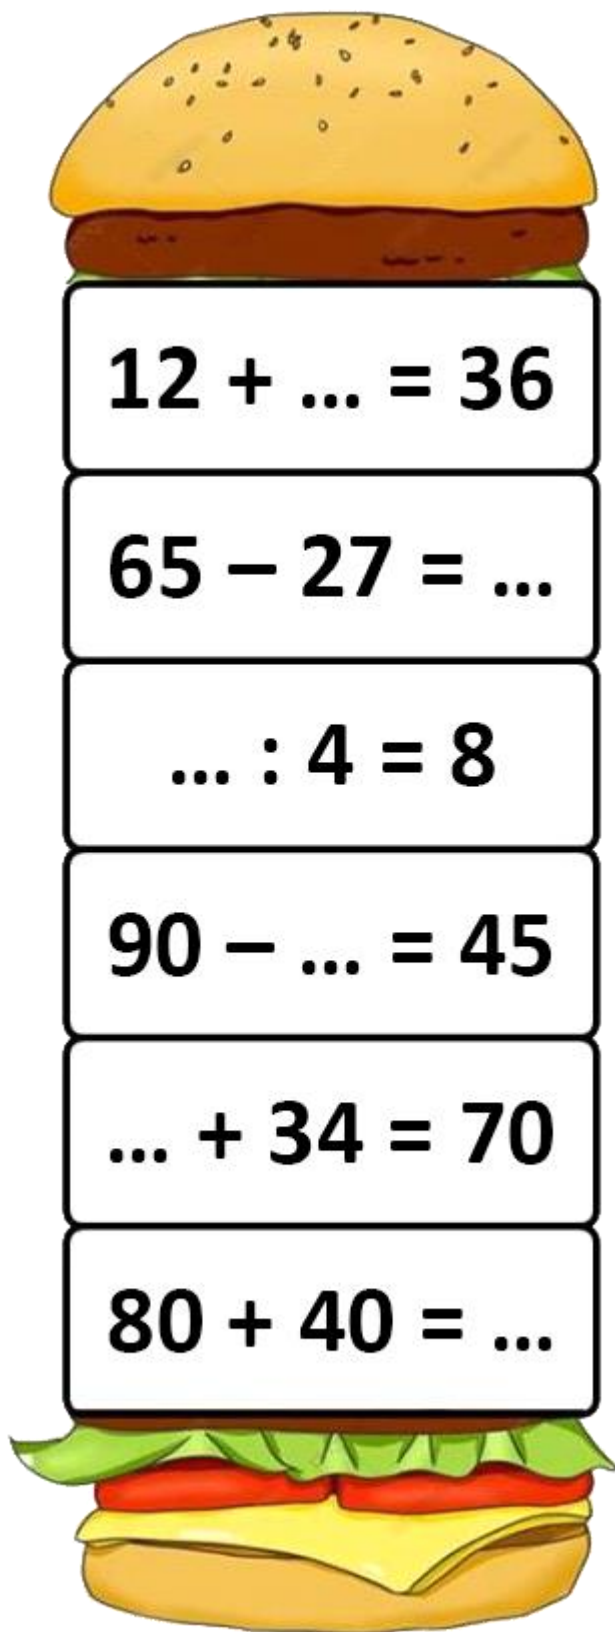 12 + ... = 36
65 – 27 = ...
... : 4 = 8
90 – ... = 45
... + 34 = 70
80 + 40 = ...